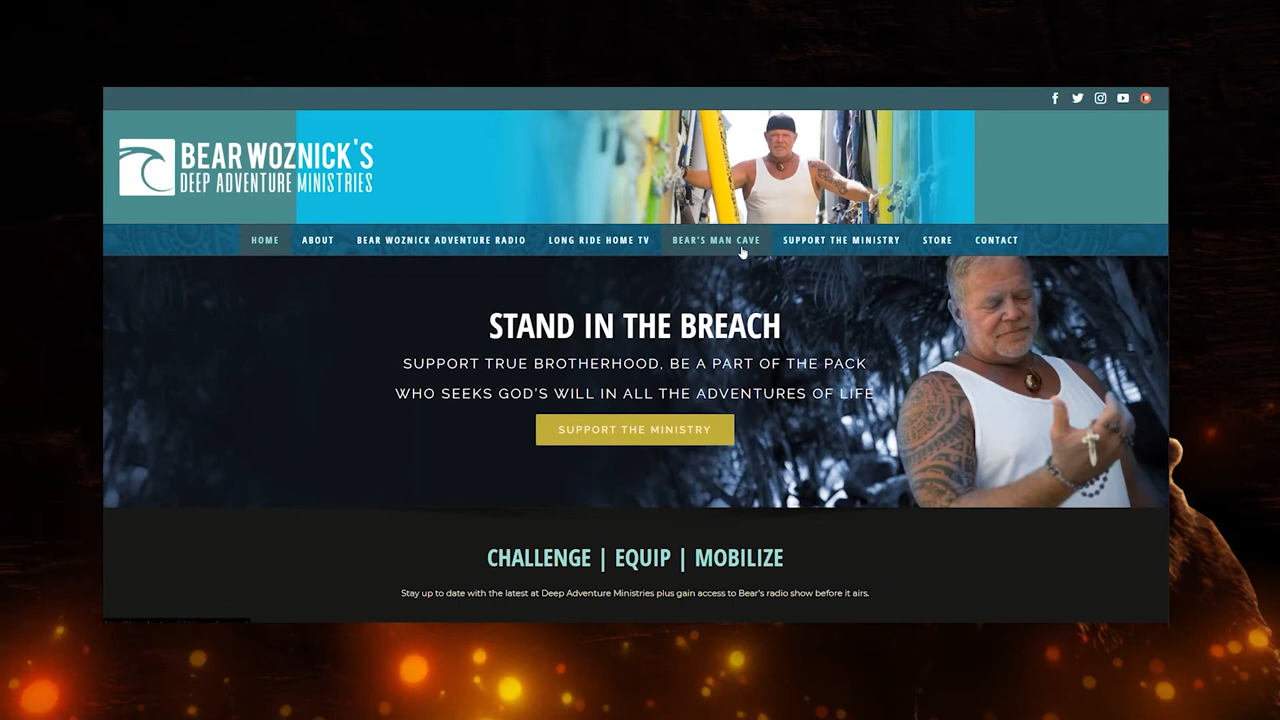 BEAR WOZNICK'S
DEEP ADVENTURE MINISTRIES
HOME ABOUT BEAR WOZNICK ADVENTURE RADIO LONG RIDE HOME TV BEAR'S MAN CAVE SUPPORT THE MINISTRY STORE CONTACT
STAND IN THE BREACH
SUPPORT TRUE BROTHERHOOD, BE A PART OF THE PACK
WHO SEEKS GOD'S WILL IN ALL THE ADVENTURES OF LIFE
SUPPORT THE MINISTRY
CHALLENGE | EQUIP | MOBILIZE
Stay up to date with the latest at Deep Adventure Ministries plus gain access to Bear's radio show before it airs.